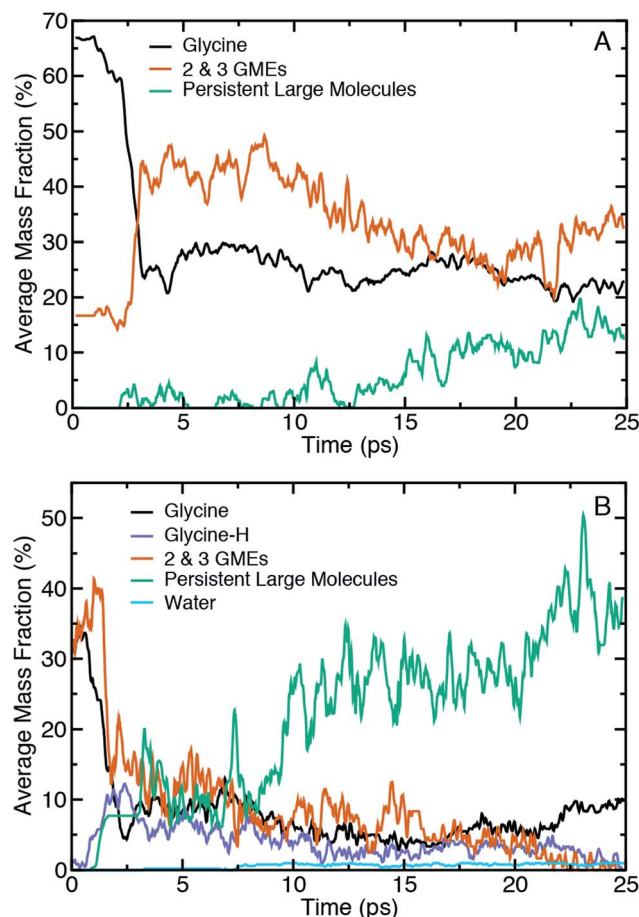 A
Glycine
2 & 3 GMEs
Persistent Large Molecules
Average Mass Fraction (%)
70
60
50
40
30
20
10
0
0 5 10 15 20 25
Time (ps)
B
Glycine
Glycine-H
2 & 3 GMEs
Persistent Large Molecules
Water
Average Mass Fraction (%)
50
40
30
20
10
0
0 5 10 15 20 25
Time (ps)